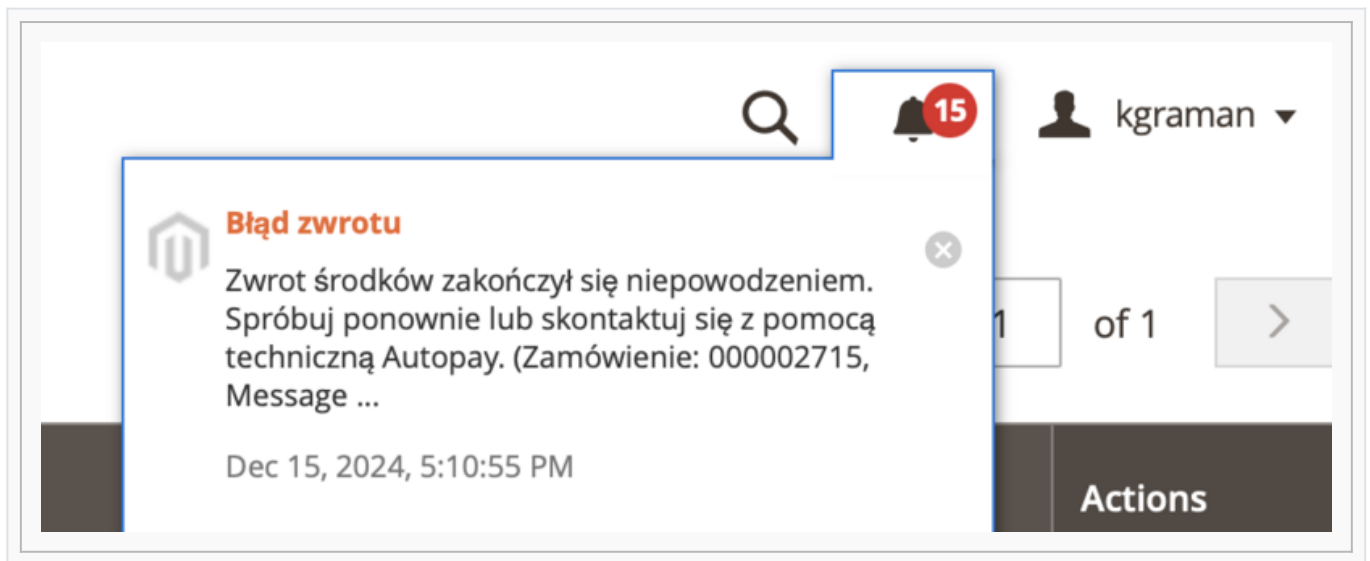 15
kgraman
Błąd zwrotu
Zwrot środków zakończył się niepowodzeniem.
Spróbuj ponownie lub skontaktuj się z pomocą
techniczną Autopay. (Zamówienie: 000002715,
Message ...
Dec 15, 2024, 5:10:55 PM
1 of 1
Actions